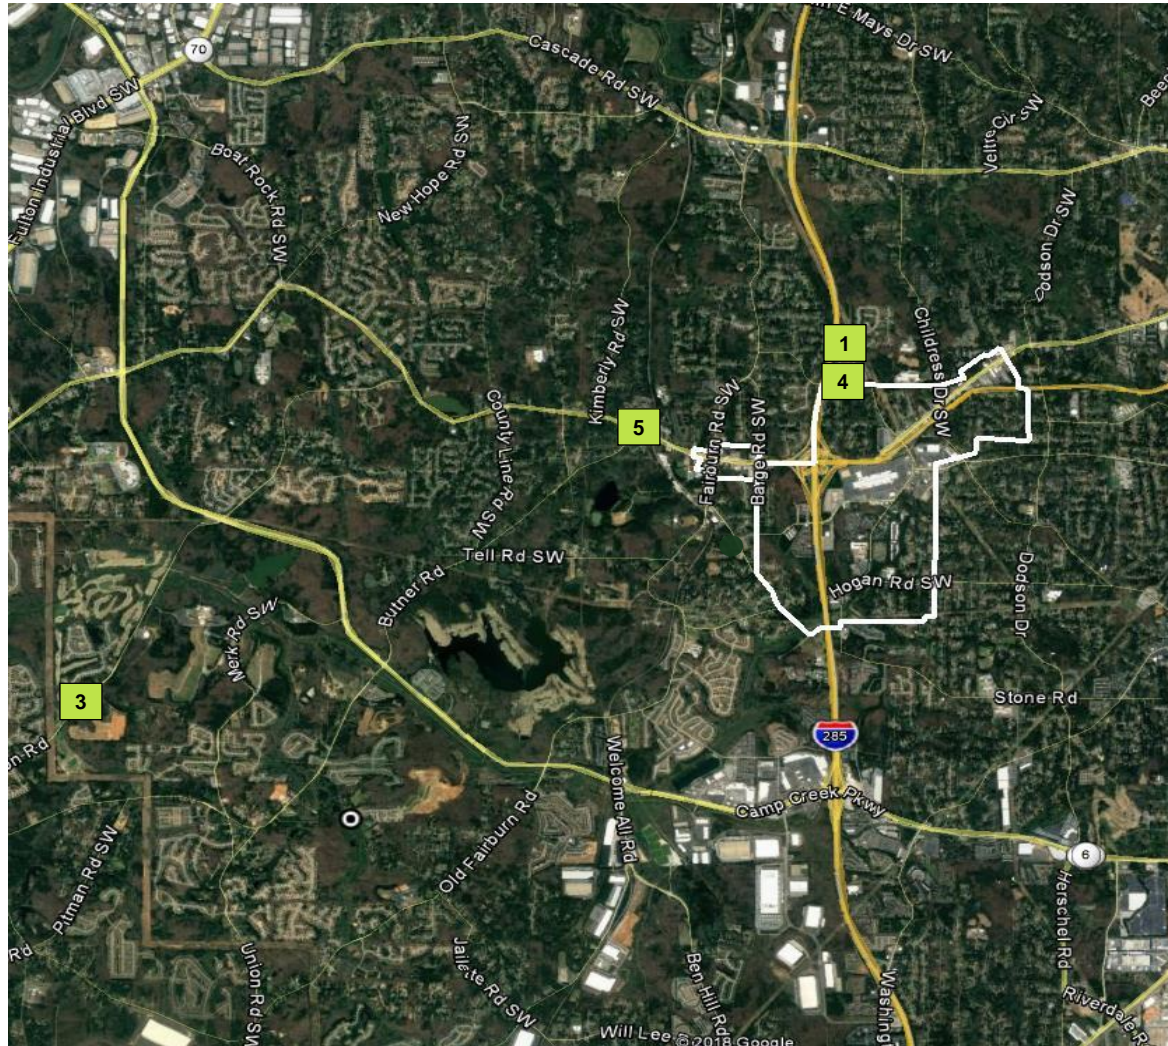 E Mays Dr SW
70
Cascade Rd SW
Fulton Industrial Blvd SW
Veltre Cir SW
Boat Rock Rd SW
New Hope Rd SW
Dodson Dr SW
Kimberly Rd SW
1
Childress Dr SW
4
County Line Rd SW
5
Fairburn Rd SW
Barge Rd SW
Tell Rd SW
Hogan Rd SW
Butner Rd
Dodson Dr
Merk Rd SW
3
Stone Rd
285
Welcome All Rd
Camp Creek Pkwy
Old Fairburn Rd
6
Pitman Rd SW
Herschel Rd
Rd
Union Rd SW
Jailette Rd SW
Ben Hill Rd
Riverdale R
Will Lee
©2018 Google